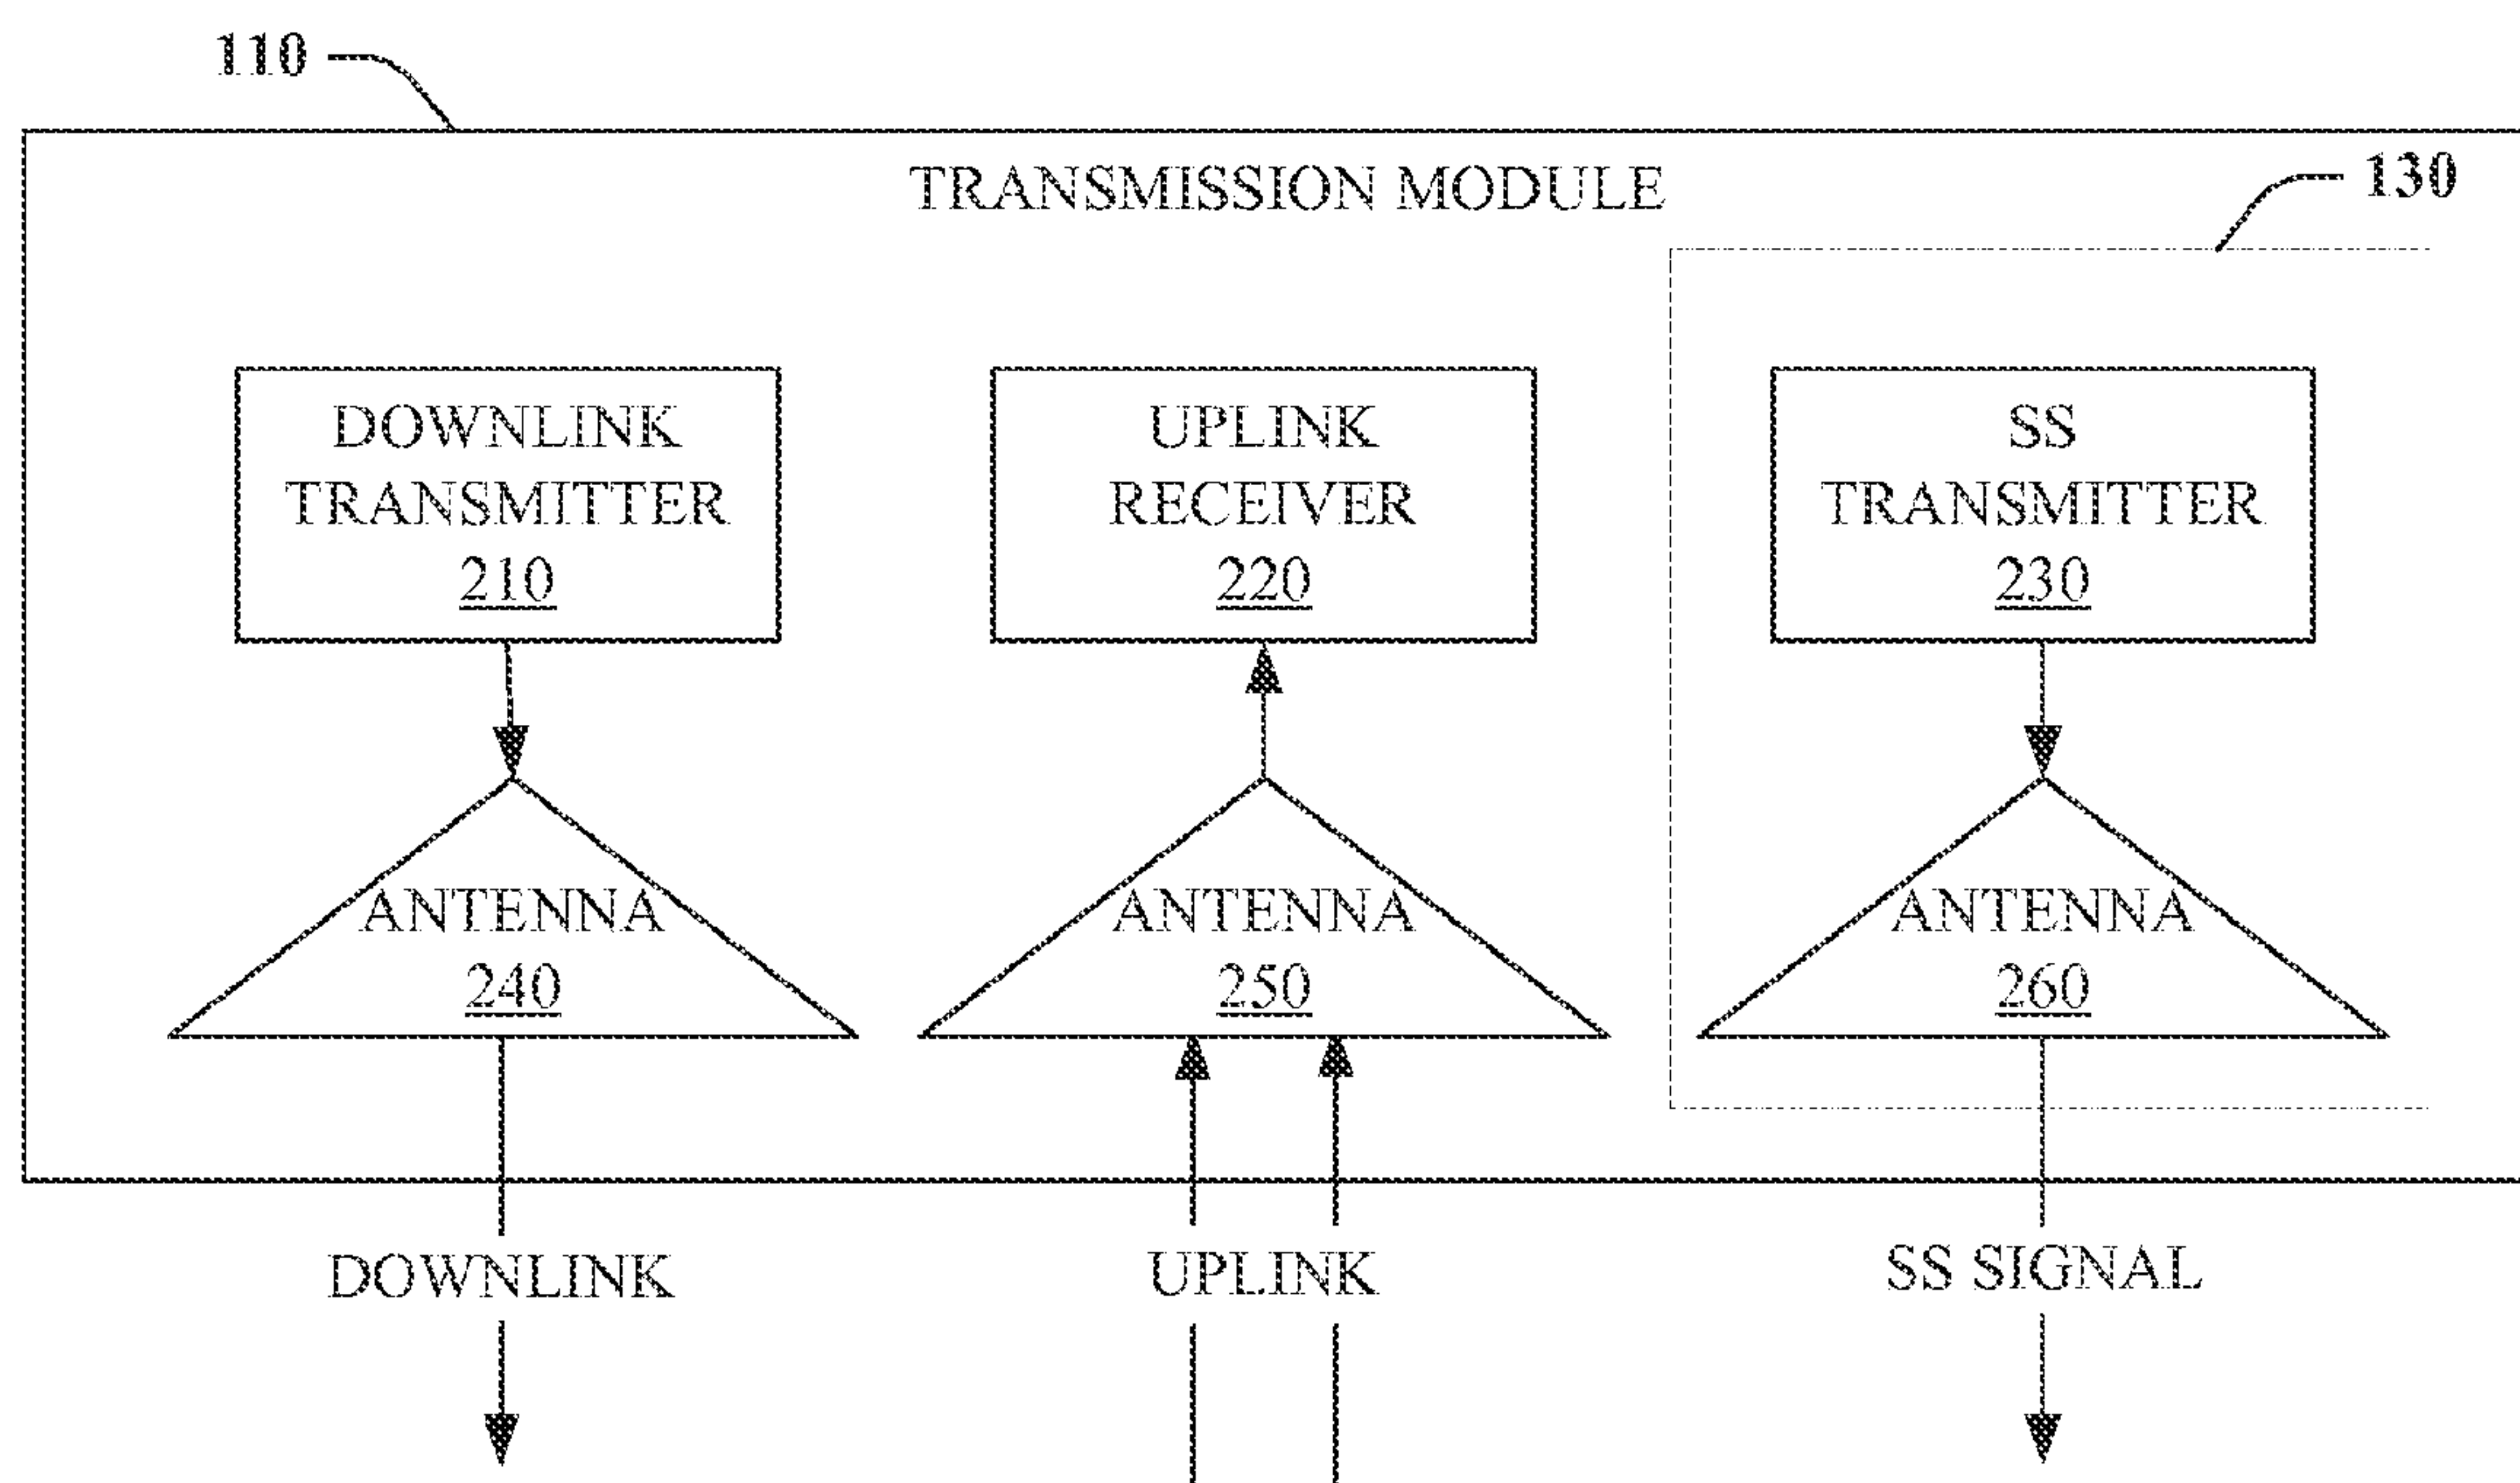 110
TRANSMISSION MODULE
130
DOWNLINK
TRANSMITTER
210
UPLINK
RECEIVER
220
SS
TRANSMITTER
230
ANTENNA
240
ANTENNA
250
ANTENNA
260
DOWNLINK
UPLINK
SS SIGNAL